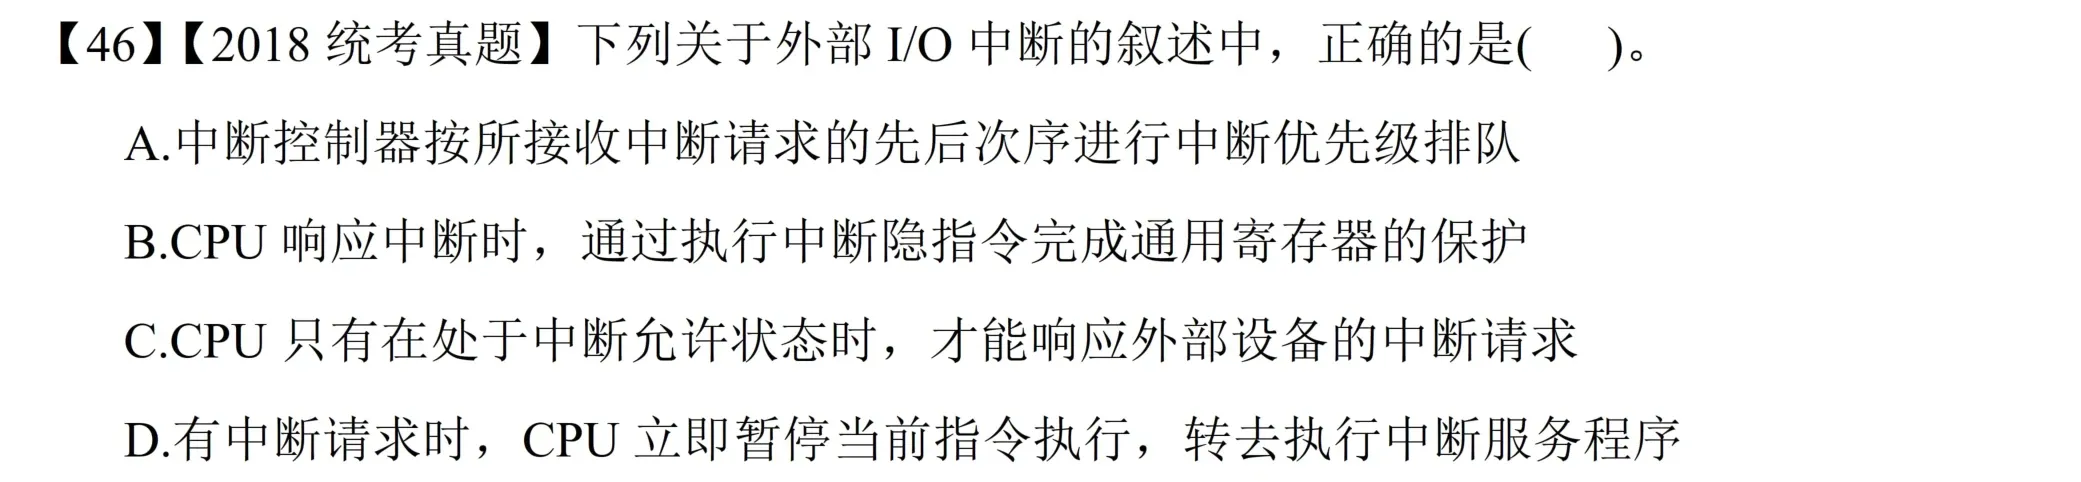 【46】【2018 统考真题】下列关于外部 I/O 中断的叙述中，正确的是(    )。
A.中断控制器按所接收中断请求的先后次序进行中断优先级排队
B.CPU 响应中断时，通过执行中断隐指令完成通用寄存器的保护
C.CPU 只有在处于中断允许状态时，才能响应外部设备的中断请求
D.有中断请求时，CPU 立即暂停当前指令执行，转去执行中断服务程序